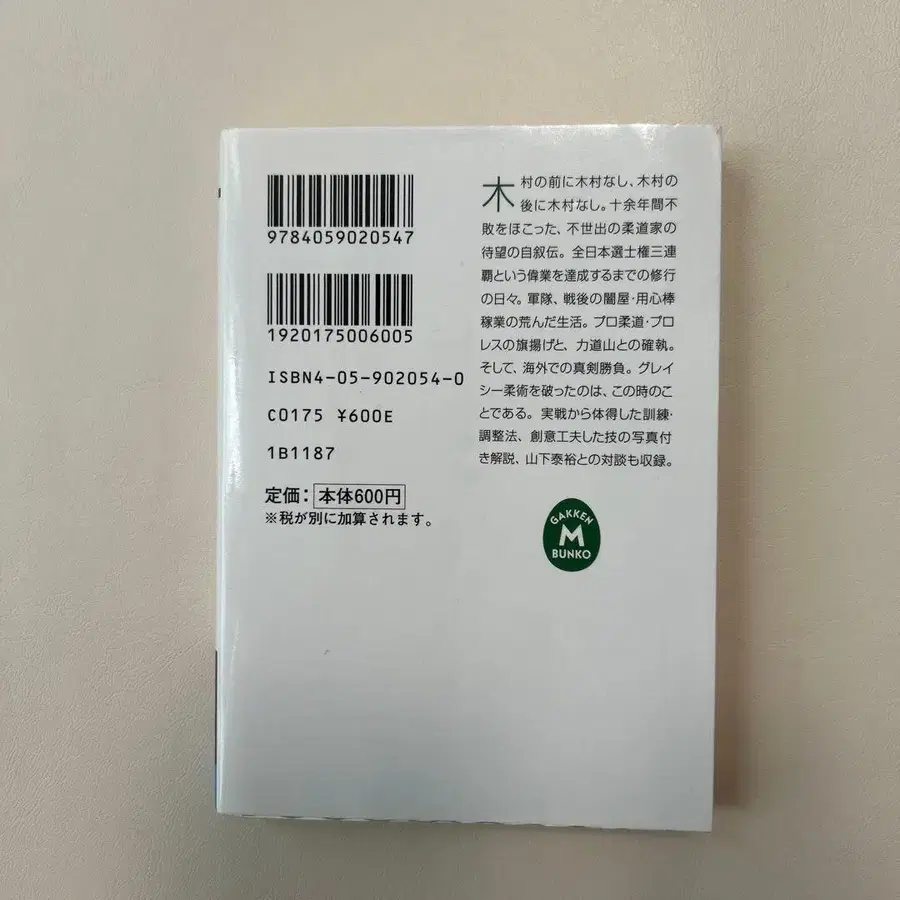 9784059020547
1920175006005
ISBN4-05-902054-0
C0175 ¥600E
1B1187
定価：本体600円
※税が別に加算されます。
木村の前に木村なし、木村の
後に木村なし。十余年間不
敗をほこった、不世出の柔道家の
待望の自叙伝。全日本選士権三連
覇という偉業を達成するまでの修行
の日々。軍隊、戦後の闇屋・用心棒
稼業の荒んだ生活。プロ柔道・プロ
レスの旗揚げと、力道山との確執。
そして、海外での真剣勝負。グレイ
シー柔術を破ったのは、この時のこ
とである。実戦から体得した訓練・
調整法、創意工夫した技の写真付
き解説、山下泰裕との対談も収録。
GAKKEN
M
BUNKO